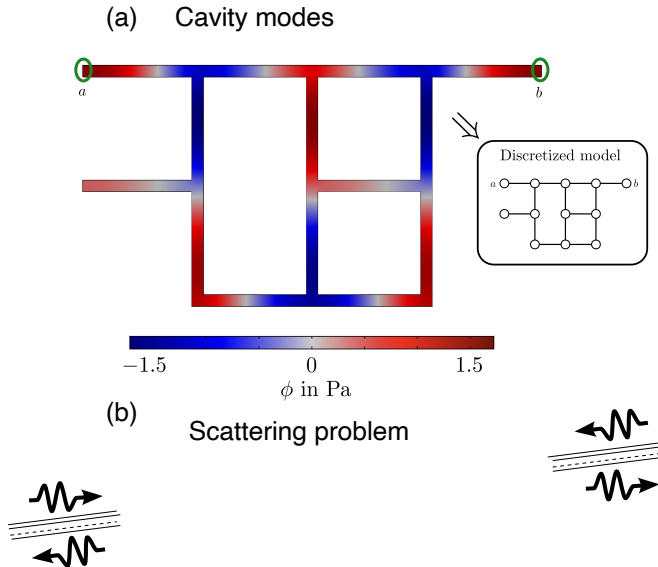 (a) Cavity modes
a
b
Discretized model
a
b
−1.5
0
1.5
ϕ in Pa
(b) Scattering problem